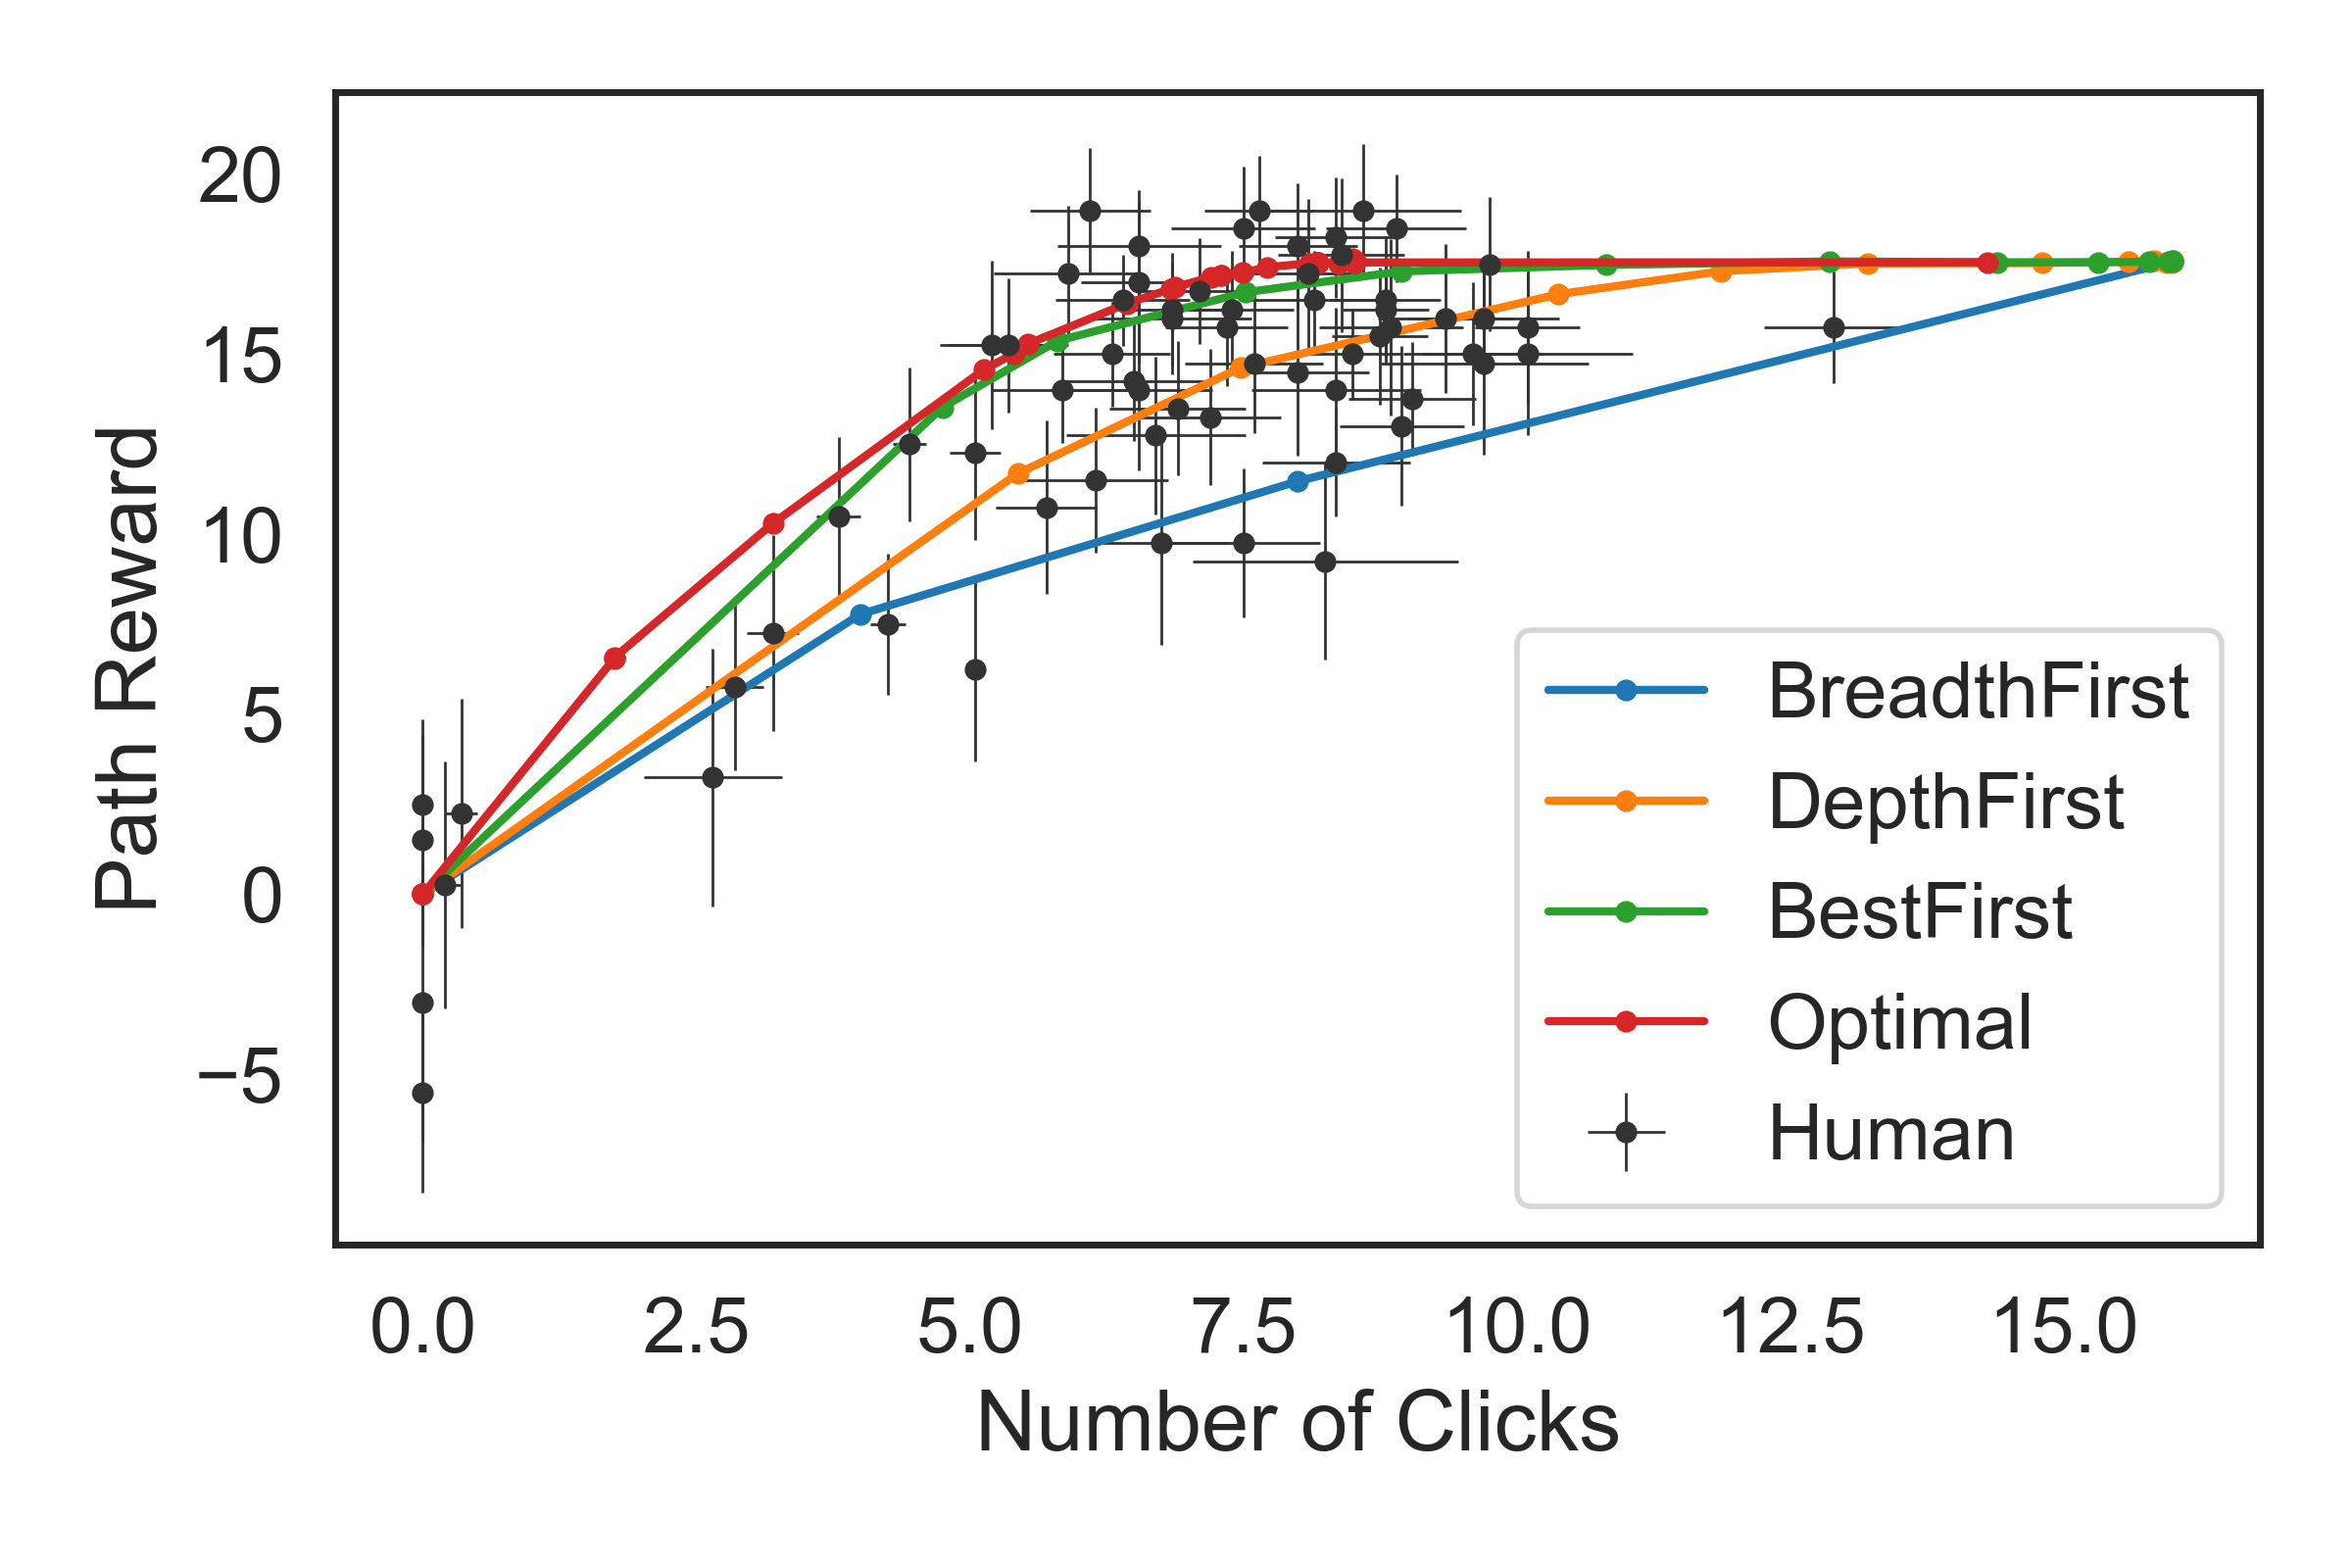 Path Reward
20
15
10
5
0
−5
0.0 2.5 5.0 7.5 10.0 12.5 15.0
Number of Clicks
BreadthFirst
DepthFirst
BestFirst
Optimal
Human